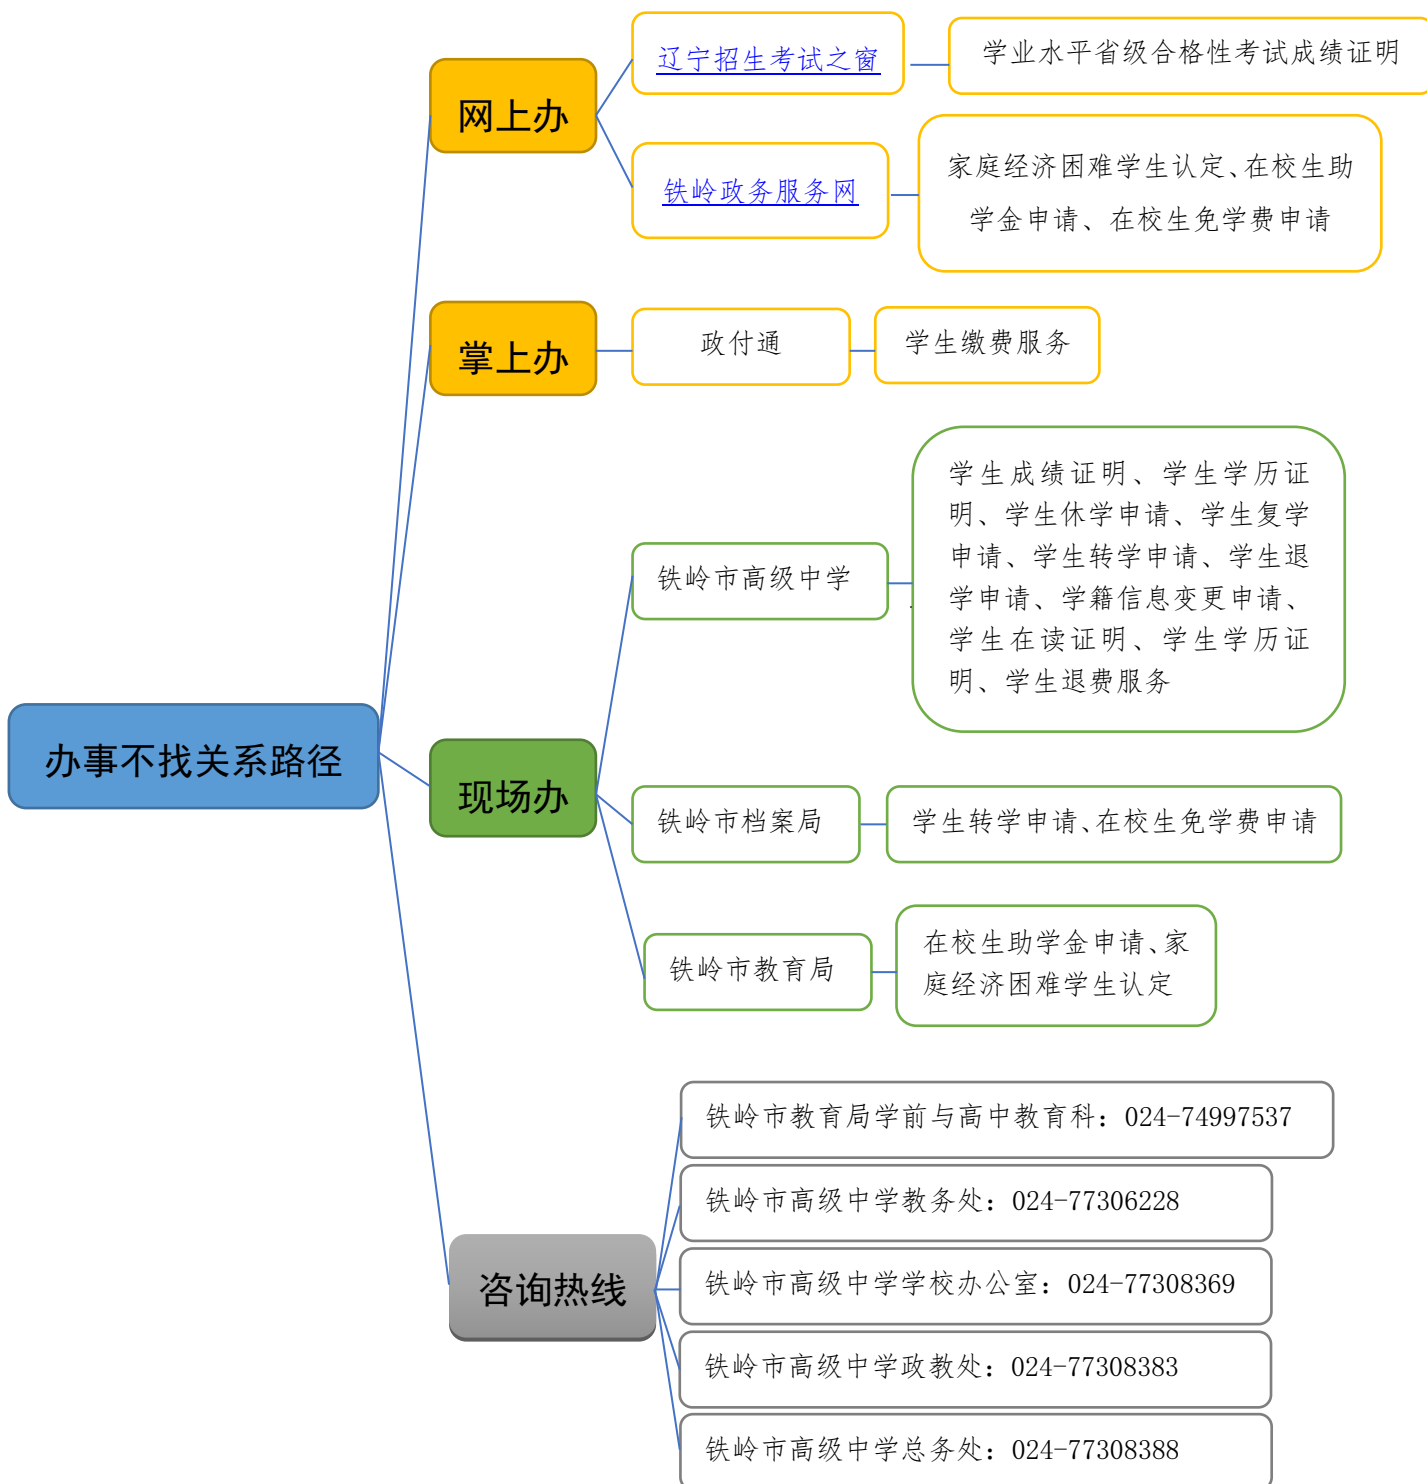 办事不找关系路径
网上办
辽宁招生考试之窗
学业水平省级合格性考试成绩证明
铁岭政务服务网
家庭经济困难学生认定、在校生助
学金申请、在校生免学费申请
掌上办
政付通
学生缴费服务
现场办
铁岭市高级中学
学生成绩证明、学生学历证
明、学生休学申请、学生复学
申请、学生转学申请、学生退
学申请、学籍信息变更申请、
学生在读证明、学生学历证
明、学生退费服务
铁岭市档案局
学生转学申请、在校生免学费申请
铁岭市教育局
在校生助学金申请、家
庭经济困难学生认定
咨询热线
铁岭市教育局学前与高中教育科：024-74997537
铁岭市高级中学教务处：024-77306228
铁岭市高级中学学校办公室：024-77308369
铁岭市高级中学政教处：024-77308383
铁岭市高级中学总务处：024-77308388